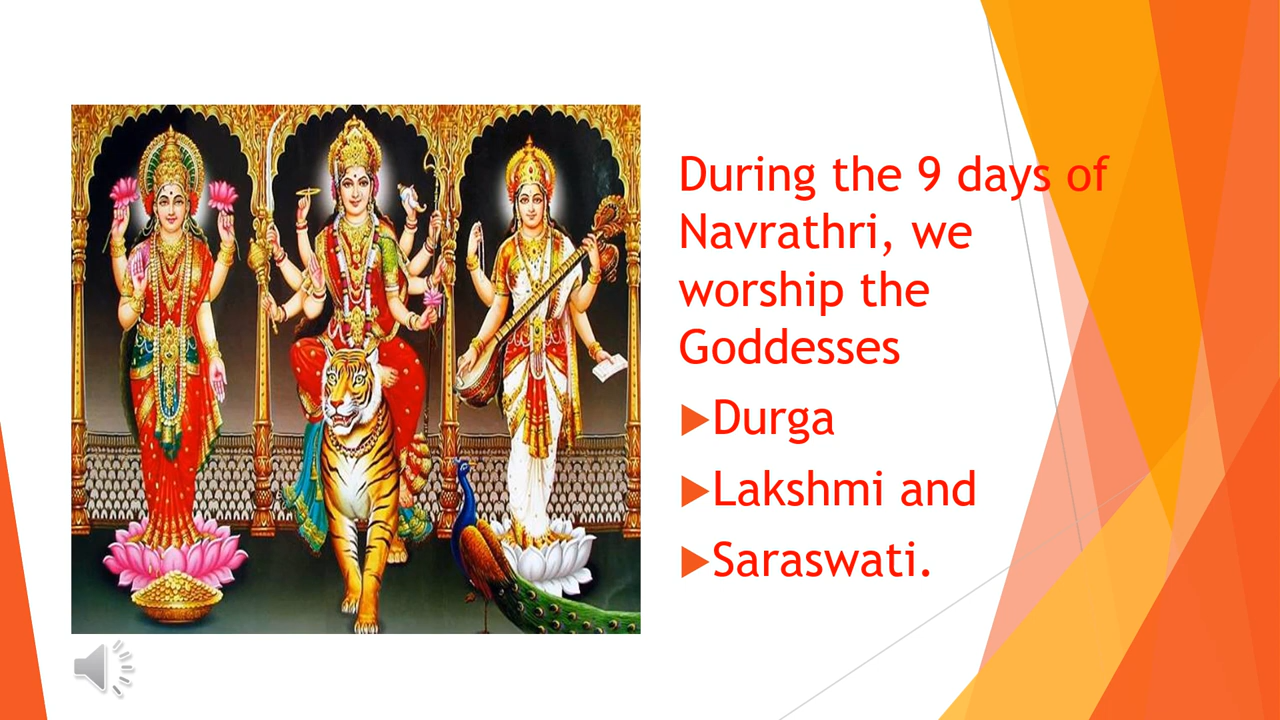 During the 9 days of
Navrathri, we
worship the
Goddesses
Durga
Lakshmi and
Saraswati.